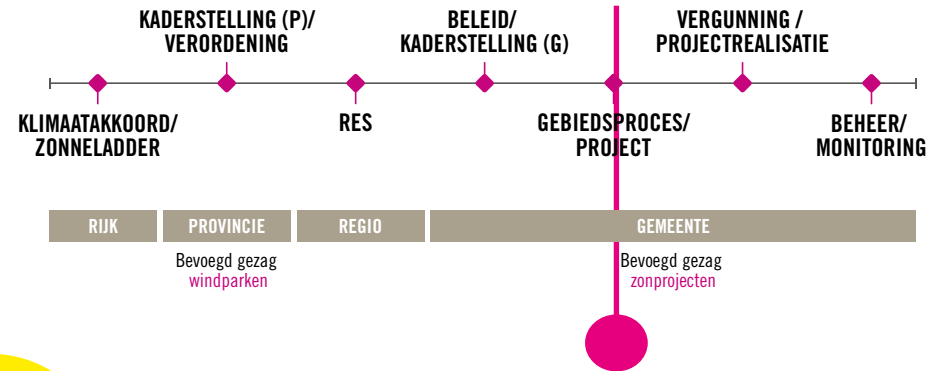 KADERSTELLING (P)/
VERORDENING
BELEID/
KADERSTELLING (G)
VERGUNNING /
PROJECTREALISATIE
KLIMAATAKKOORD/
ZONNELADDER
RES
GEBIEDSPROCES/
PROJECT
BEHEER/
MONITORING
RIJK
PROVINCIE
REGIO
GEMEENTE
Bevoegd gezag
windparken
Bevoegd gezag
zonprojecten